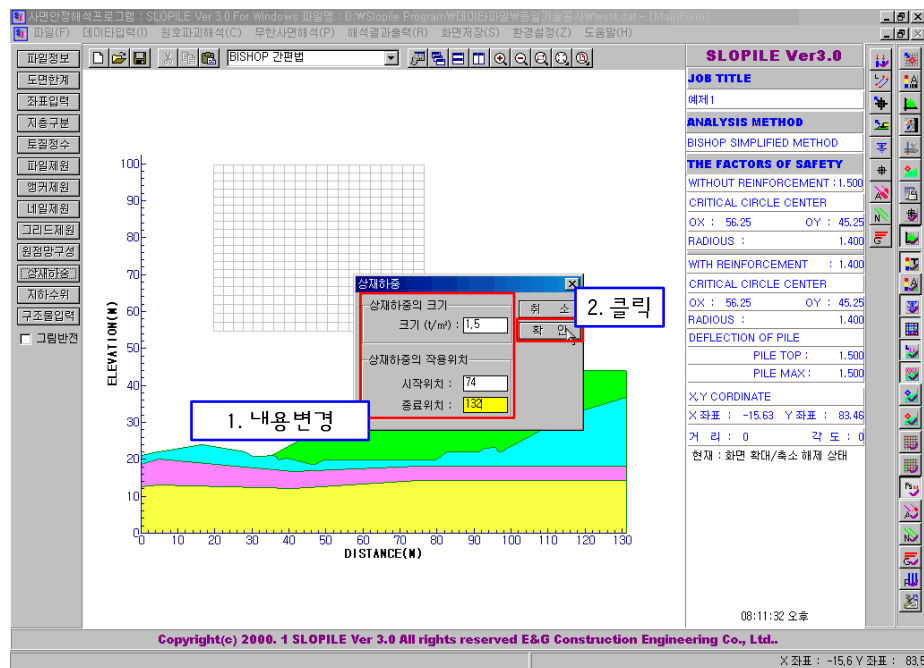 사면안정해석프로그램 : SLOPILE Ver 3.0 For Windows 파일명 : D:\Slopile Program\데이타파일\동일기술공사\test4.dat - [MainForm]
파일(F) 데이타입력(I) 원호파괴해석(C) 무한사면해석(P) 해석결과출력(R) 화면저장(S) 환경설정(Z) 도움말(H)
BISHOP 간편법
파일정보
도면한계
좌표입력
지층구분
토질정수
파일제원
앵커제원
네일제원
그리드제원
원점망구성
상재하중
지하수위
구조물입력
그림반전
ELEVATION(M)
100
90
80
70
60
50
40
30
20
10
0
0 10 20 30 40 50 60 70 80 90 100 110 120 130
DISTANCE(M)
상재하중
상재하중의 크기
크기 (t/m²) : 1.5
상재하중의 작용위치
시작위치 : 74
종료위치 : 132
취 소
확 인
1. 내용변경
2. 클릭
SLOPILE Ver3.0
JOB TITLE
예제1
ANALYSIS METHOD
BISHOP SIMPLIFIED METHOD
THE FACTORS OF SAFETY
WITHOUT REINFORCEMENT : 1.500
CRITICAL CIRCLE CENTER
OX : 56.25 OY : 45.25
RADIOUS : 1.400
WITH REINFORCEMENT : 1.400
CRITICAL CIRCLE CENTER
OX : 56.25 OY : 45.25
RADIOUS : 1.400
DEFLECTION OF PILE
PILE TOP : 1.500
PILE MAX : 1.500
X,Y CORDINATE
X 좌표 : -15.63 Y 좌표 : 83.46
거 리 : 0 각 도 : 0
현재 : 화면 확대/축소 해제 상태
08:11:32 오후
Copyright(c) 2000. 1 SLOPILE Ver 3.0 All rights reserved E&G Construction Engineering Co., Ltd..
X 좌표 : -15,6 Y 좌표 : 83,5